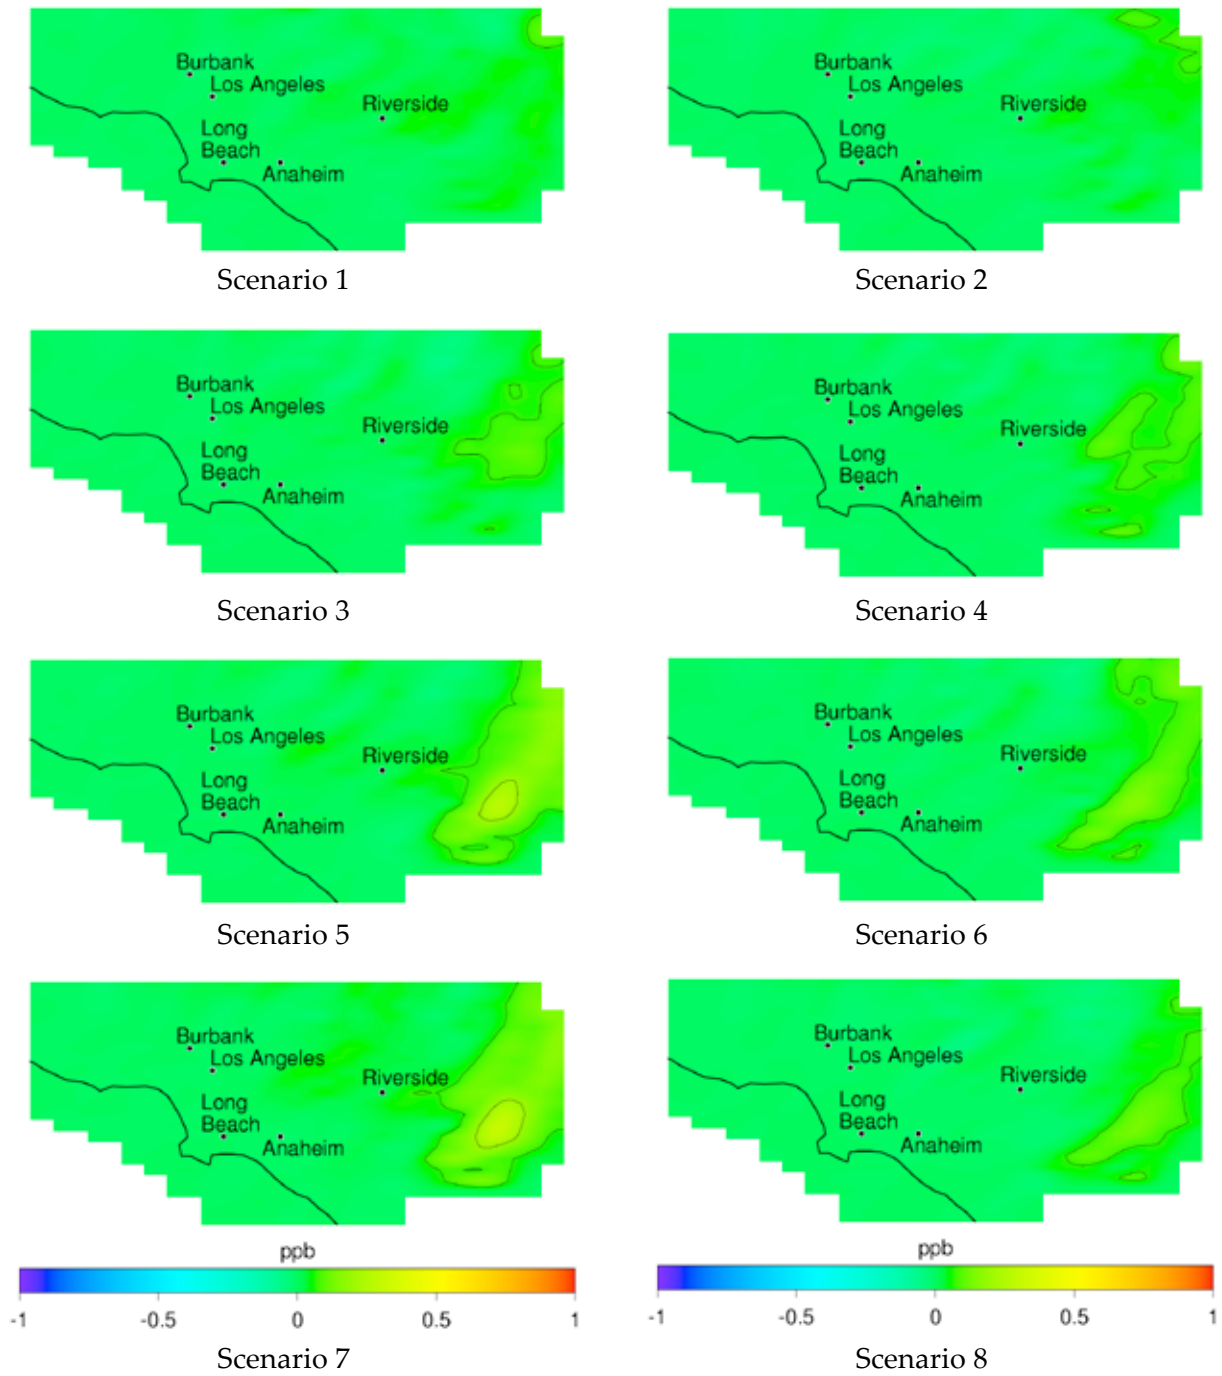 Burbank
Los Angeles
Riverside
Long
Beach
Anaheim
Scenario 1
Burbank
Los Angeles
Riverside
Long
Beach
Anaheim
Scenario 2
Burbank
Los Angeles
Riverside
Long
Beach
Anaheim
Scenario 3
Burbank
Los Angeles
Riverside
Long
Beach
Anaheim
Scenario 4
Burbank
Los Angeles
Riverside
Long
Beach
Anaheim
Scenario 5
Burbank
Los Angeles
Riverside
Long
Beach
Anaheim
Scenario 6
Burbank
Los Angeles
Riverside
Long
Beach
Anaheim
ppb
-1 -0.5 0 0.5 1
Scenario 7
Burbank
Los Angeles
Riverside
Long
Beach
Anaheim
ppb
-1 -0.5 0 0.5 1
Scenario 8